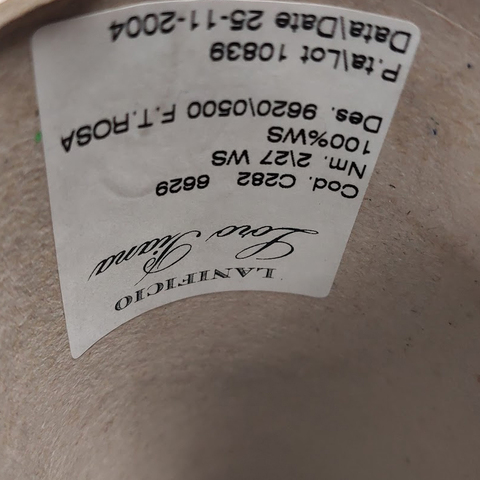 LANIFICIO
Loro Piana
Cod. C282 6629
Nm. 2\27 WS
100%WS
Des. 9620\0500 F.T.ROSA
P.ta\Lot 10839
Data\Date 25-11-2004